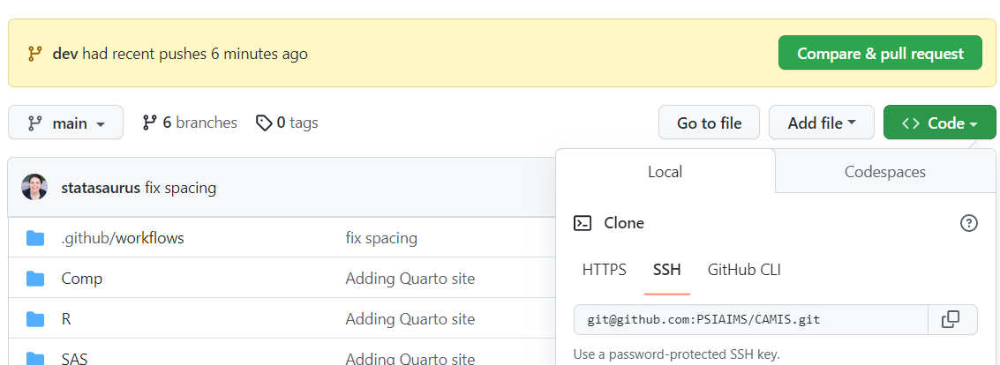 dev had recent pushes 6 minutes ago
Compare & pull request
main
6 branches
0 tags
Go to file
Add file
<> Code
Local
Codespaces
statasaurus fix spacing
Clone
.github/workflows
fix spacing
HTTPS
SSH
GitHub CLI
Comp
Adding Quarto site
R
Adding Quarto site
git@github.com:PSIAIMS/CAMIS.git
SAS
Adding Quarto site
Use a password-protected SSH key.